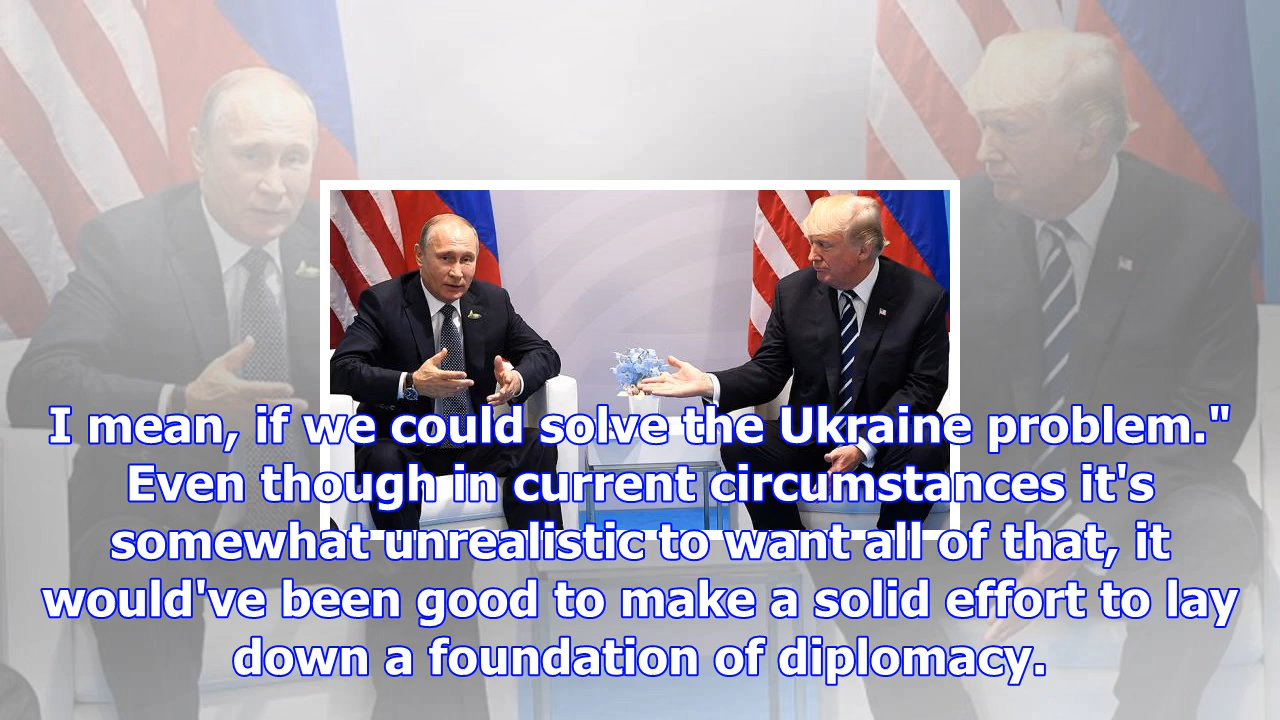 I mean, if we could solve the Ukraine problem."
Even though in current circumstances it's
somewhat unrealistic to want all of that, it
would've been good to make a solid effort to lay
down a foundation of diplomacy.